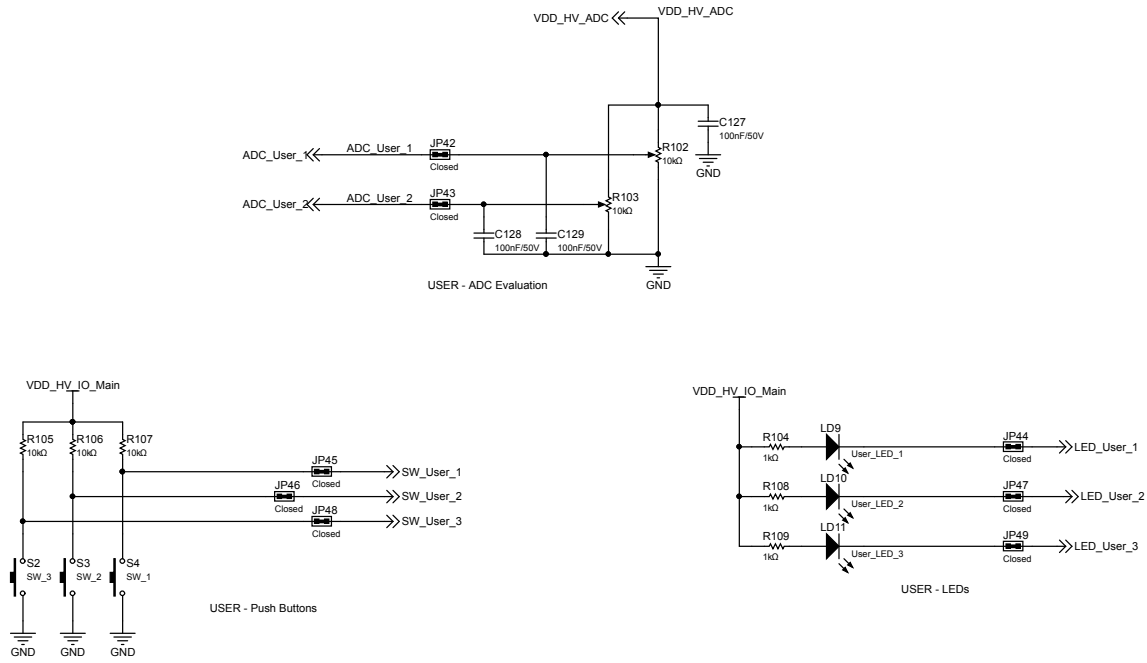 VDD_HV_ADC VDD_HV_ADC
C127
100nF/50V
GND
ADC_User_1 ADC_User_1 JP42
Closed
R102
10kΩ
ADC_User_2 ADC_User_2 JP43
Closed
R103
10kΩ
C128 C129
100nF/50V 100nF/50V
GND
USER - ADC Evaluation
VDD_HV_IO_Main
R105 R106 R107
10kΩ 10kΩ 10kΩ
JP45
SW_User_1
Closed
JP46
SW_User_2
Closed
JP48
SW_User_3
Closed
S2 S3 S4
SW_3 SW_2 SW_1
USER - Push Buttons
GND GND GND
VDD_HV_IO_Main
R104 LD9 JP44
LED_User_1
1kΩ User_LED_1 Closed
R108 LD10 JP47
LED_User_2
1kΩ User_LED_2 Closed
R109 LD11 JP49
LED_User_3
1kΩ User_LED_3 Closed
USER - LEDs